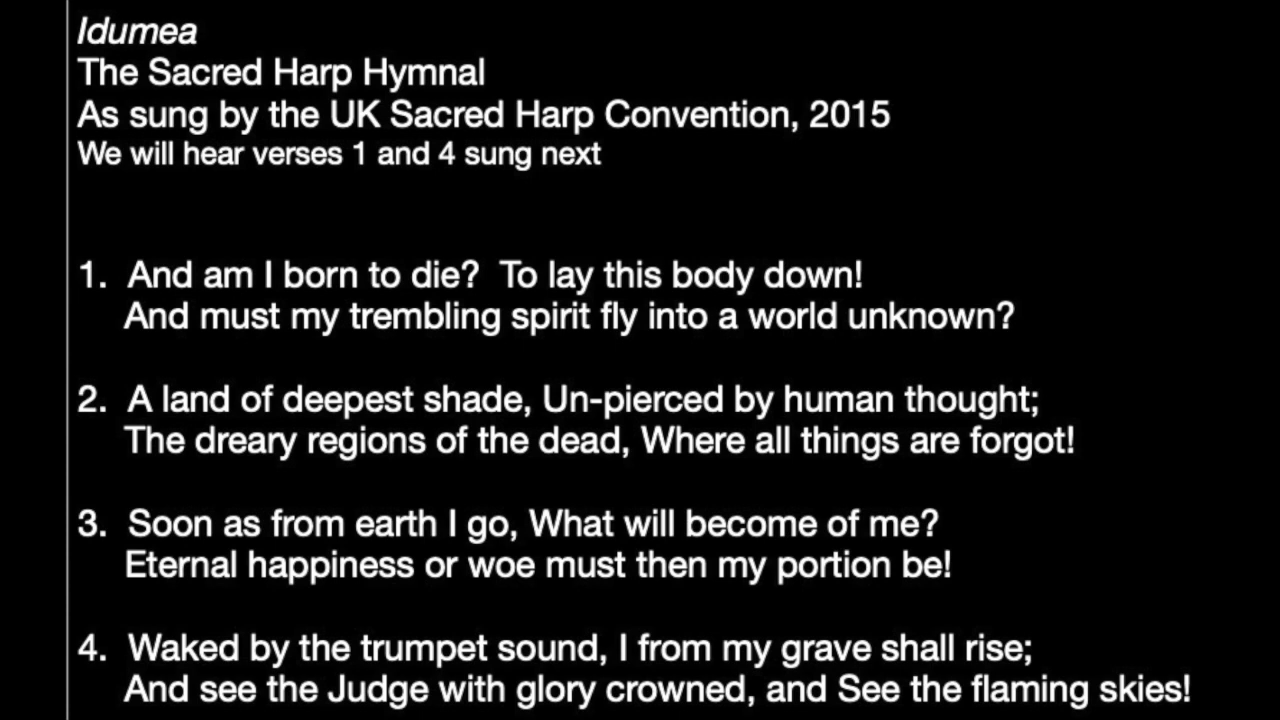 Idumea
The Sacred Harp Hymnal
As sung by the UK Sacred Harp Convention, 2015
We will hear verses 1 and 4 sung next
1. And am I born to die? To lay this body down!
And must my trembling spirit fly into a world unknown?
2. A land of deepest shade, Un-pierced by human thought;
The dreary regions of the dead, Where all things are forgot!
3. Soon as from earth I go, What will become of me?
Eternal happiness or woe must then my portion be!
4. Waked by the trumpet sound, I from my grave shall rise;
And see the Judge with glory crowned, and See the flaming skies!